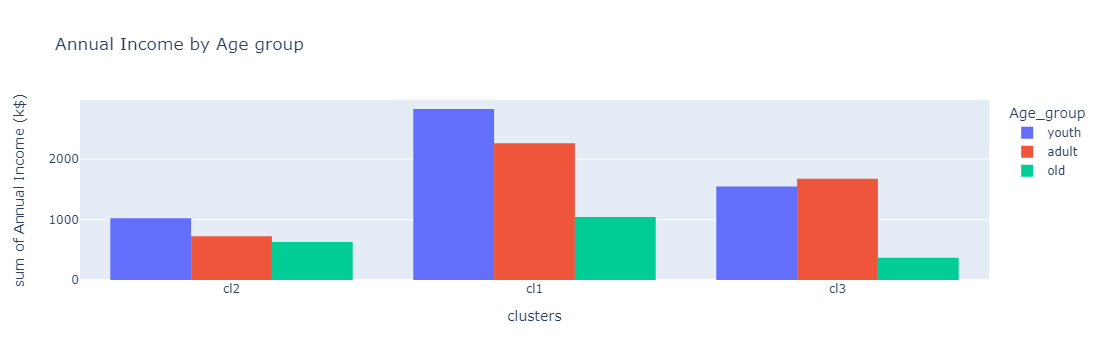 Annual Income by Age group
sum of Annual Income (k$)
2000
1000
0
cl2
cl1
cl3
clusters
Age_group
youth
adult
old